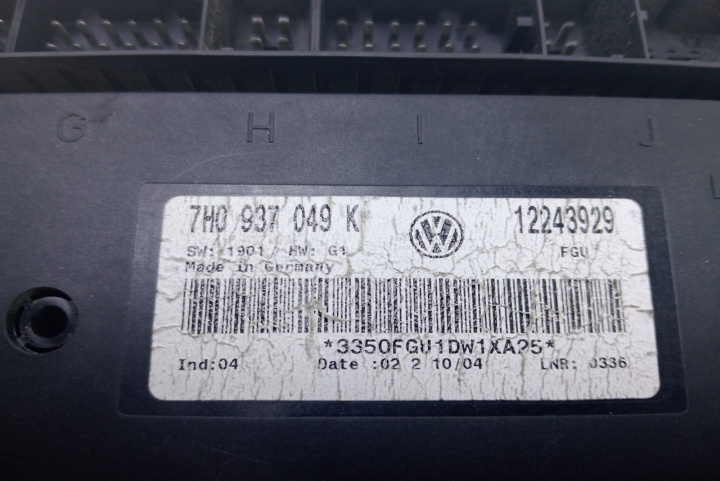 G H I J
7H0 937 049 K 12243929
SW: 1901 HW: G1 FGU
Made in Germany
*3350FGU1DW1XA25*
Ind:04 Date :02 2 10/04 LNR: 0336